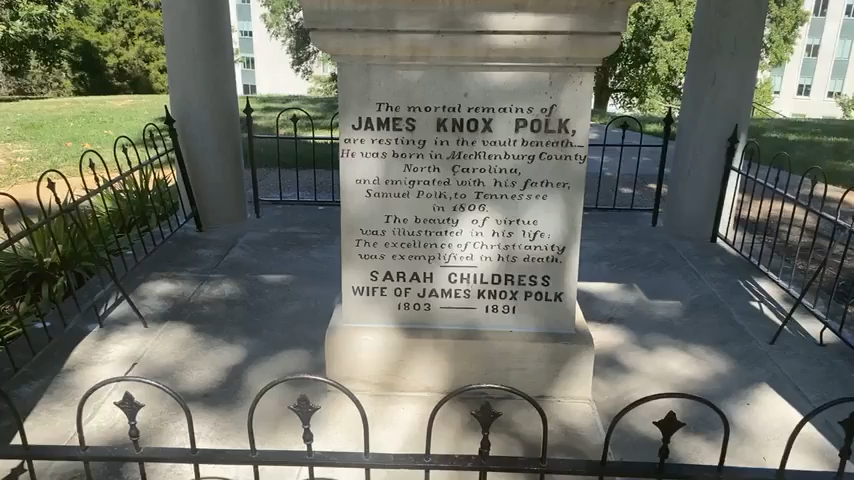 The mortal remains of
JAMES KNOX POLK,
are resting in the vault beneath.
He was born in Mecklenburg County
North Carolina,
and emigrated with his father,
Samuel Polk, to Tennessee
in 1806.
The beauty of virtue
was illustrated in his life:
The excellence of Christianity
was exemplified in his death.
SARAH CHILDRESS
WIFE OF JAMES KNOX POLK
1803 — 1891